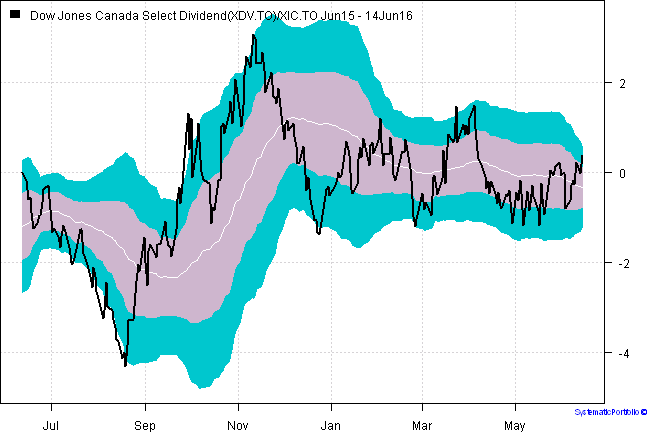 Dow Jones Canada Select Dividend(XDV.TO)/XIC.TO Jun15 - 14Jun16
2
0
-2
-4
Jul Sep Nov Jan Mar May
SystematicPortfolio ©